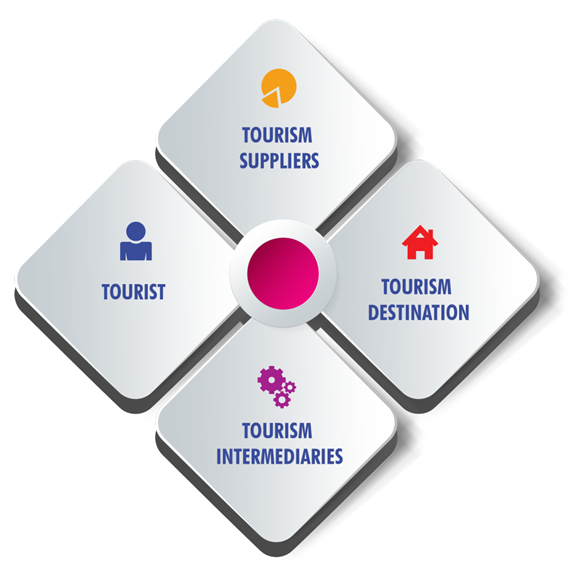 TOURISM
SUPPLIERS
TOURIST
TOURISM
DESTINATION
TOURISM
INTERMEDIARIES